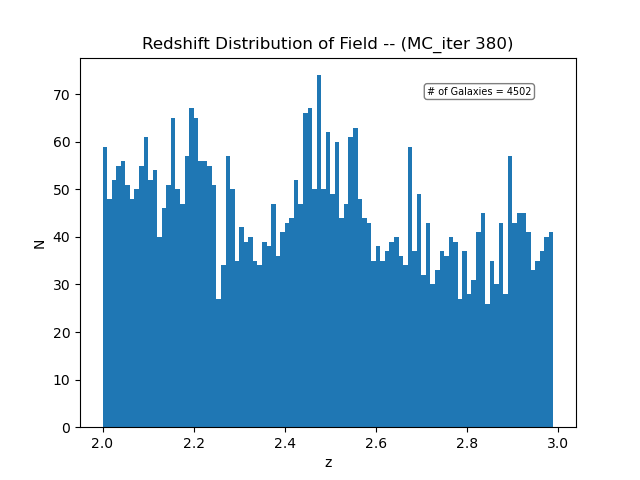 Redshift Distribution of Field -- (MC_iter 380)
# of Galaxies = 4502
70
60
50
40
30
20
10
0
N
2.0 2.2 2.4 2.6 2.8 3.0
z